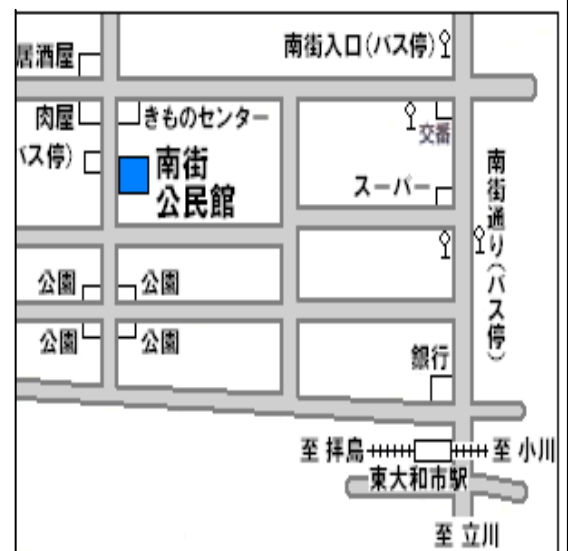 南街入口(バス停)
居酒屋
肉屋
きものセンター
交番
バス停)
南街
公民館
スーパー
南街通り(バス停)
公園
公園
公園
公園
銀行
至 拝島
至 小川
東大和市駅
至 立川